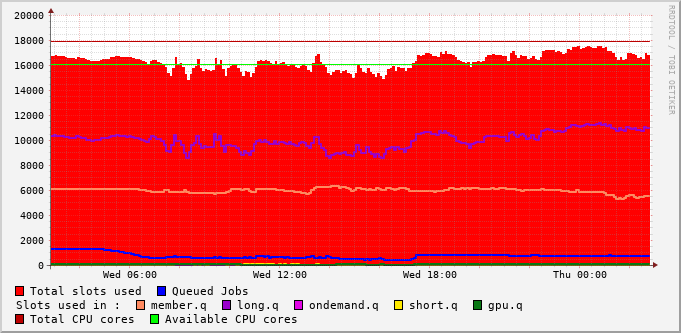 20000
18000
16000
14000
12000
10000
8000
6000
4000
2000
0
Wed 06:00 Wed 12:00 Wed 18:00 Thu 00:00
RRDTOOL / TOBI OETIKER
Total slots used Queued Jobs
Slots used in : member.q long.q ondemand.q short.q gpu.q
Total CPU cores Available CPU cores